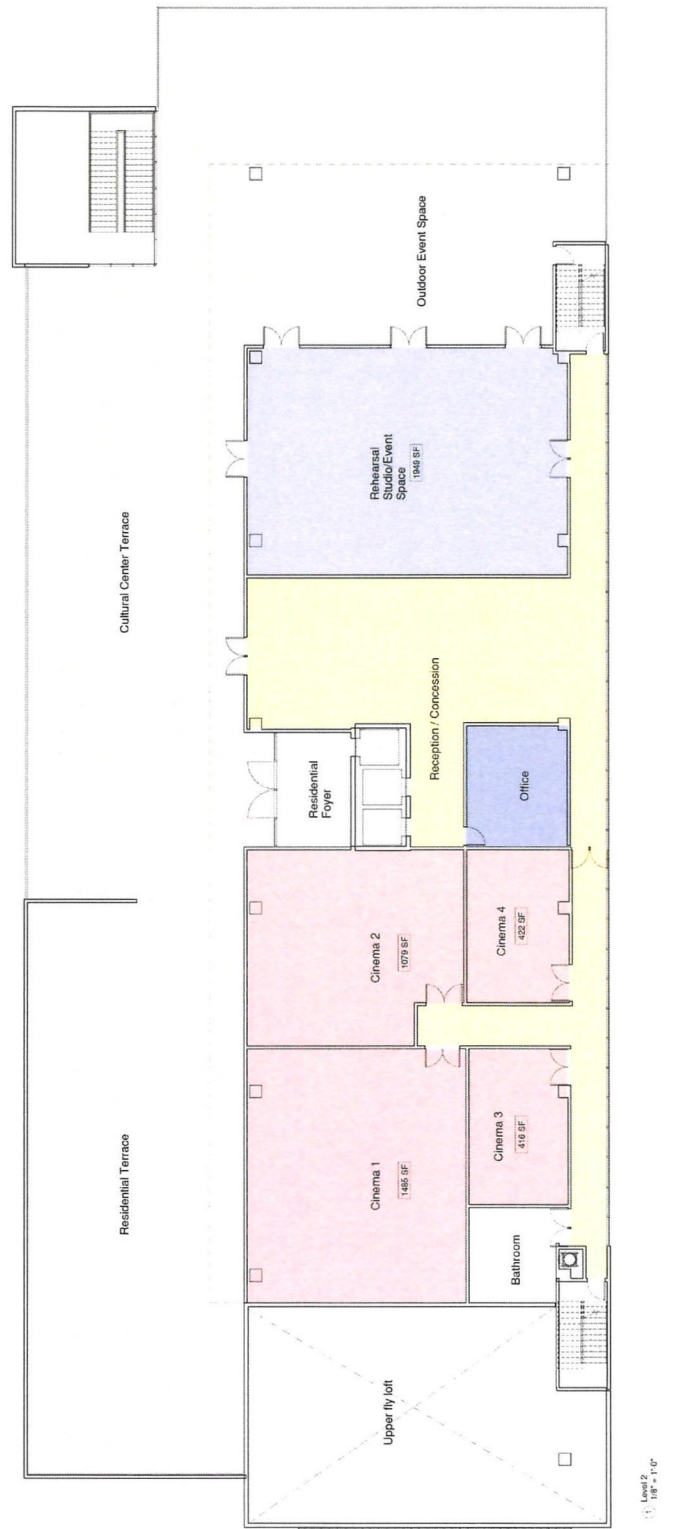 Residential Terrace
Cultural Center Terrace
Upper fly loft
Cinema 1
1485 SF
Cinema 2
1079 SF
Residential
Foyer
Reception / Concession
Rehearsal
Studio/Event
Space
1949 SF
Outdoor Event Space
Bathroom
Cinema 3
416 SF
Cinema 4
422 SF
Office
1
Level 2
1/8" = 1'-0"